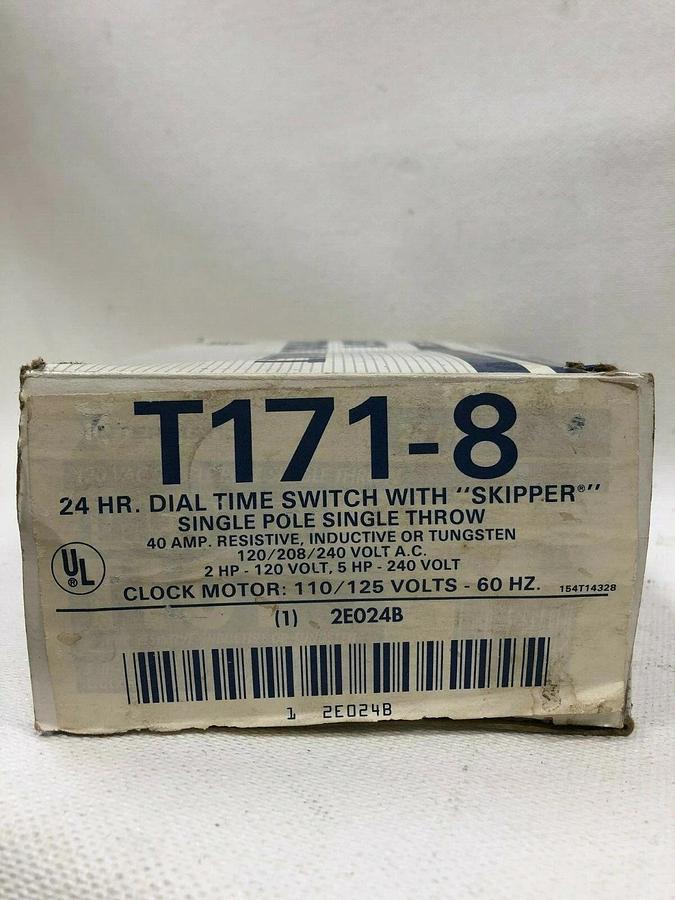 T171-8
24 HR. DIAL TIME SWITCH WITH "SKIPPER®"
SINGLE POLE SINGLE THROW
40 AMP. RESISTIVE, INDUCTIVE OR TUNGSTEN
120/208/240 VOLT A.C.
2 HP - 120 VOLT, 5 HP - 240 VOLT
UL®
CLOCK MOTOR: 110/125 VOLTS - 60 HZ. 154T14328
(1) 2E024B
1 2E024B